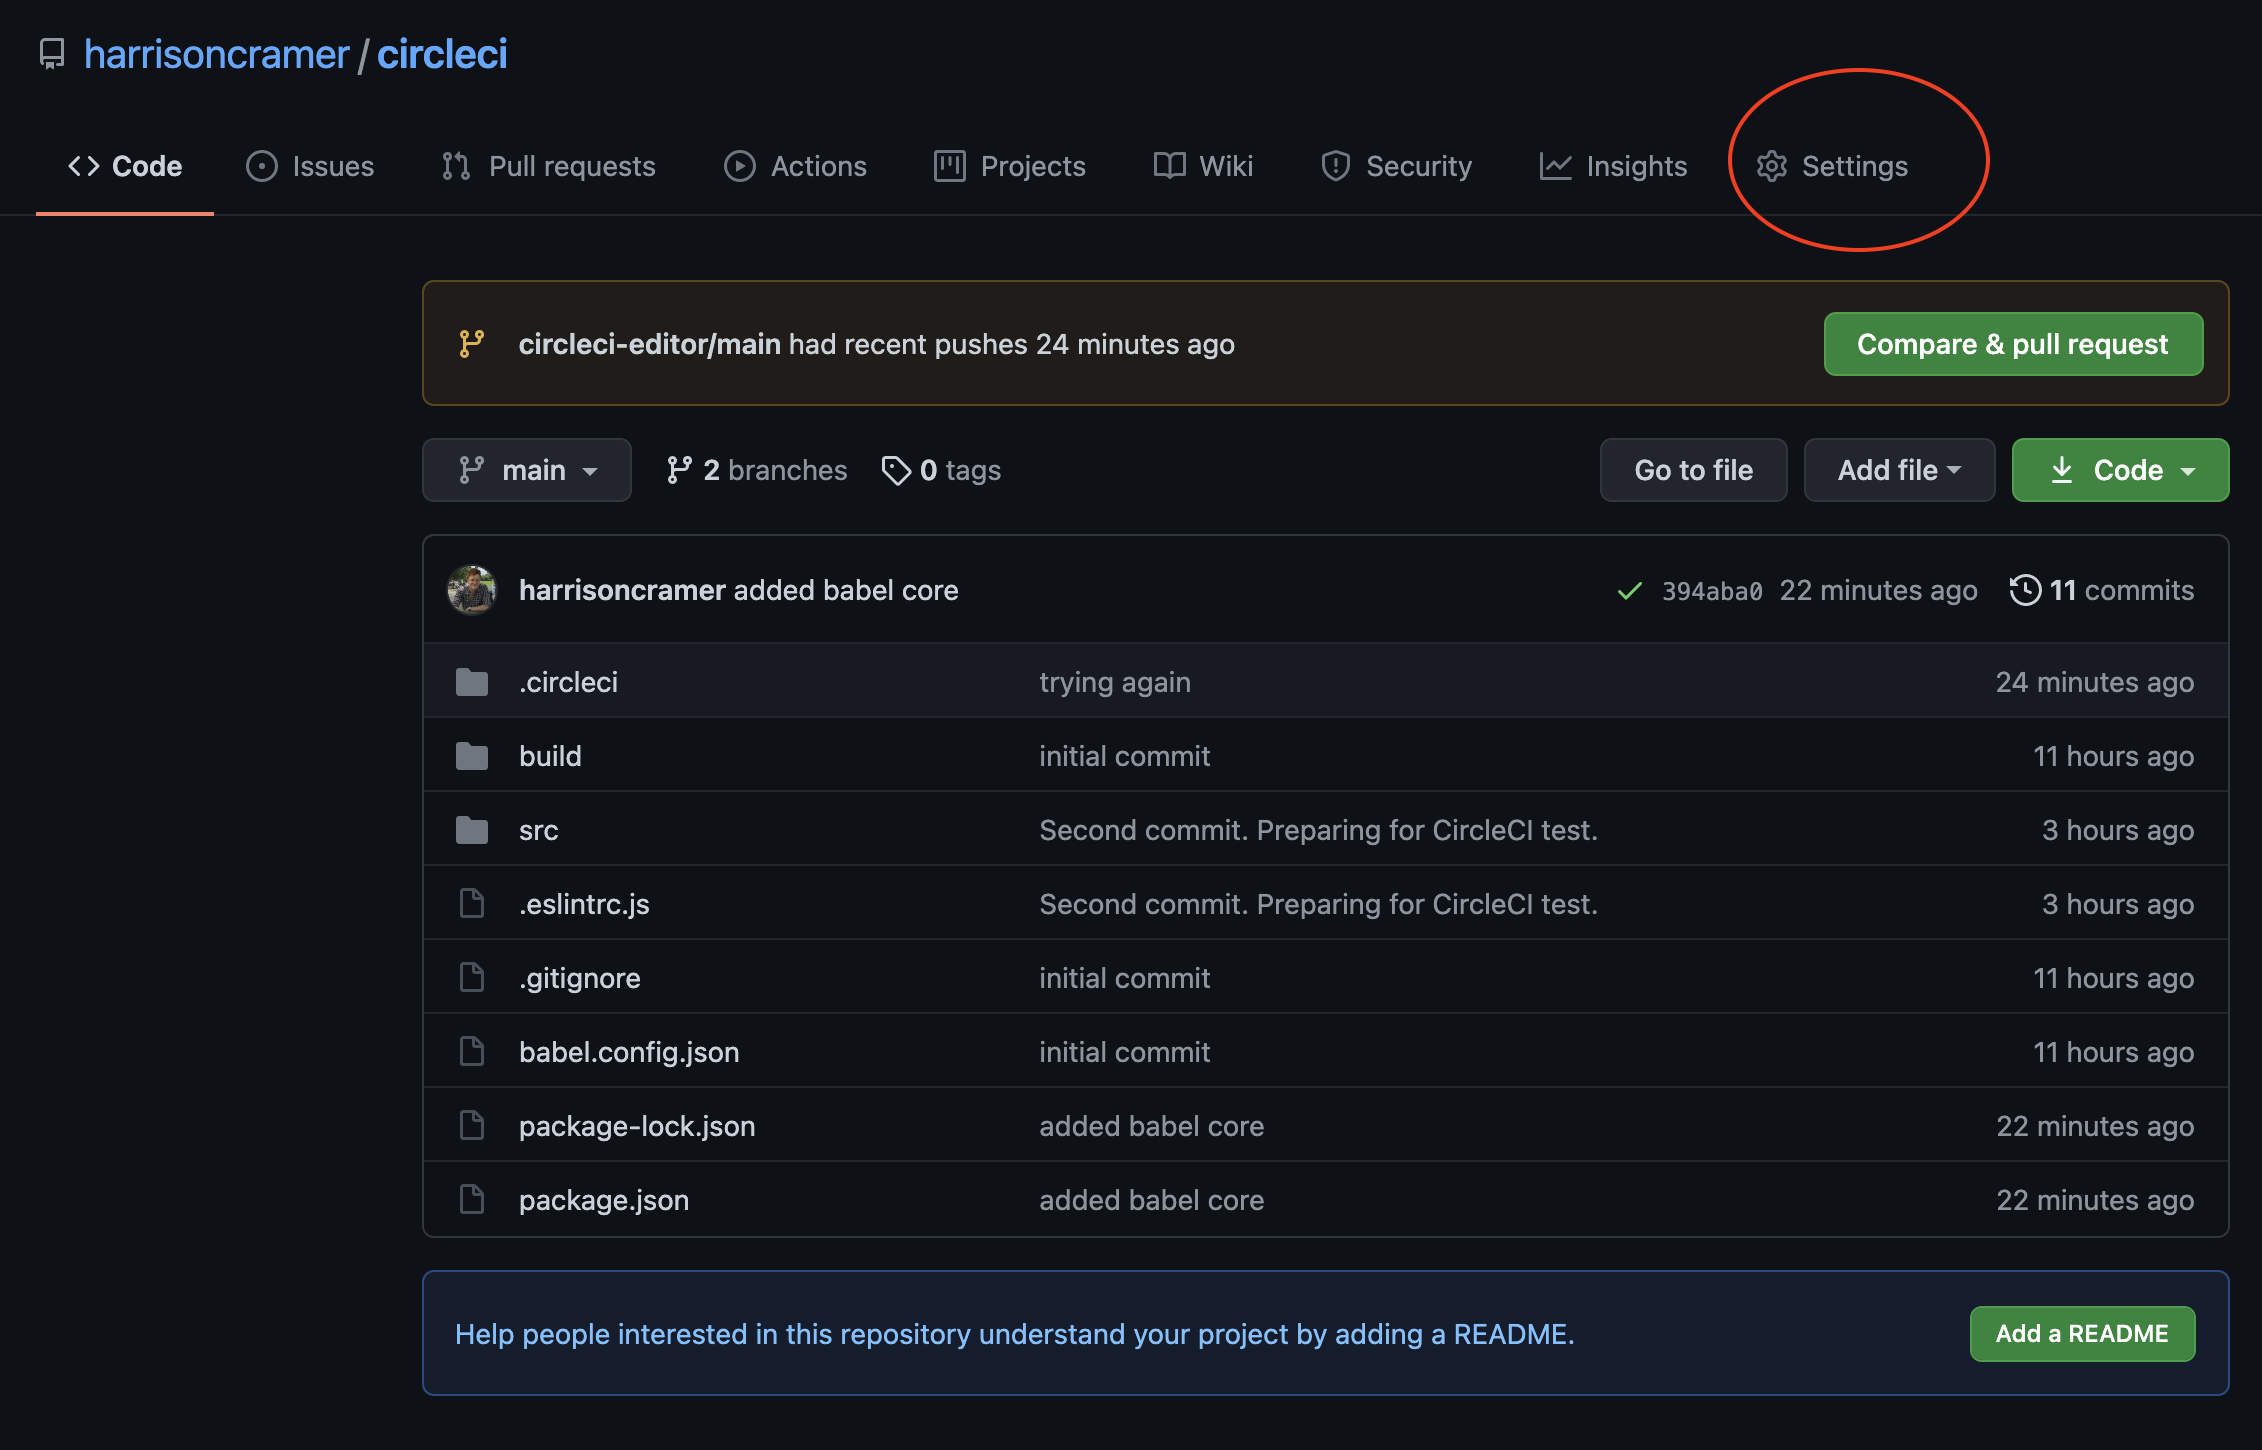 harrisoncramer / circleci
Code Issues Pull requests Actions Projects Wiki Security Insights Settings
circleci-editor/main had recent pushes 24 minutes ago Compare & pull request
main 2 branches 0 tags Go to file Add file Code
harrisoncramer added babel core 394aba0 22 minutes ago 11 commits
.circleci trying again 24 minutes ago
build initial commit 11 hours ago
src Second commit. Preparing for CircleCI test. 3 hours ago
.eslintrc.js Second commit. Preparing for CircleCI test. 3 hours ago
.gitignore initial commit 11 hours ago
babel.config.json initial commit 11 hours ago
package-lock.json added babel core 22 minutes ago
package.json added babel core 22 minutes ago
Help people interested in this repository understand your project by adding a README. Add a README